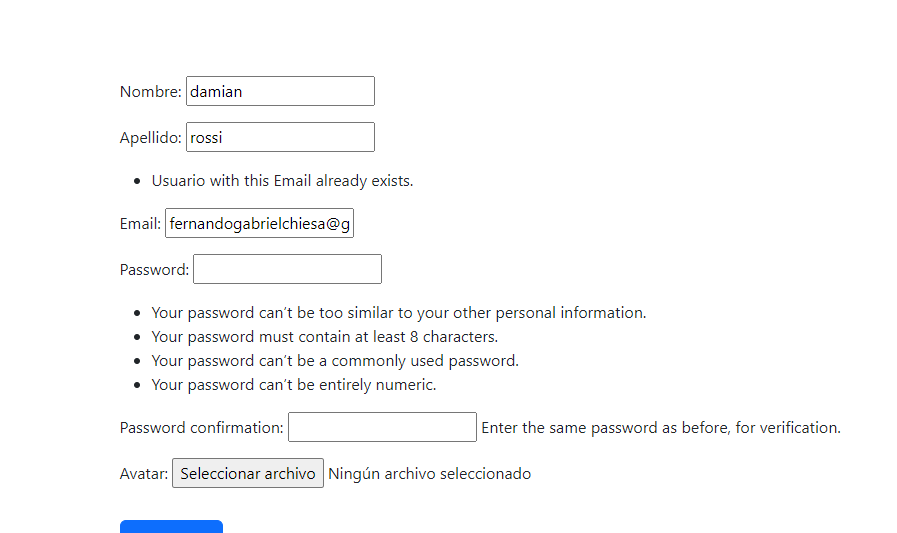 Nombre: damian
Apellido: rossi
Usuario with this Email already exists.
Email: fernandogabrielchiesa@g
Password:
Your password can’t be too similar to your other personal information.
Your password must contain at least 8 characters.
Your password can’t be a commonly used password.
Your password can’t be entirely numeric.
Password confirmation: Enter the same password as before, for verification.
Avatar: Seleccionar archivo Ningún archivo seleccionado